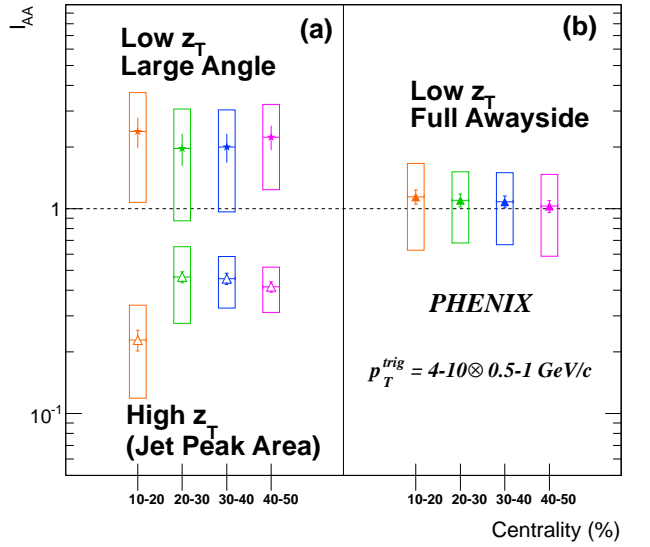 I_AA
(a)
Low z_T
Large Angle
(b)
Low z_T
Full Awayside
1
PHENIX
p_T^trig = 4-10⊗ 0.5-1 GeV/c
10^-1
High z_T
(Jet Peak Area)
10-20 20-30 30-40 40-50 10-20 20-30 30-40 40-50
Centrality (%)